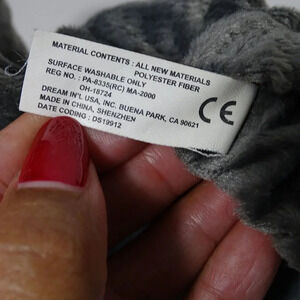 MATERIAL CONTENTS : ALL NEW MATERIALS
POLYESTER FIBER
SURFACE WASHABLE ONLY
REG NO. : PA-8335(RC) MA-2000
OH-18724
DREAM IN'L USA, INC. BUENA PARK, CA 90621
MADE IN CHINA, SHENZHEN
DATE CODING : DS19912
CE